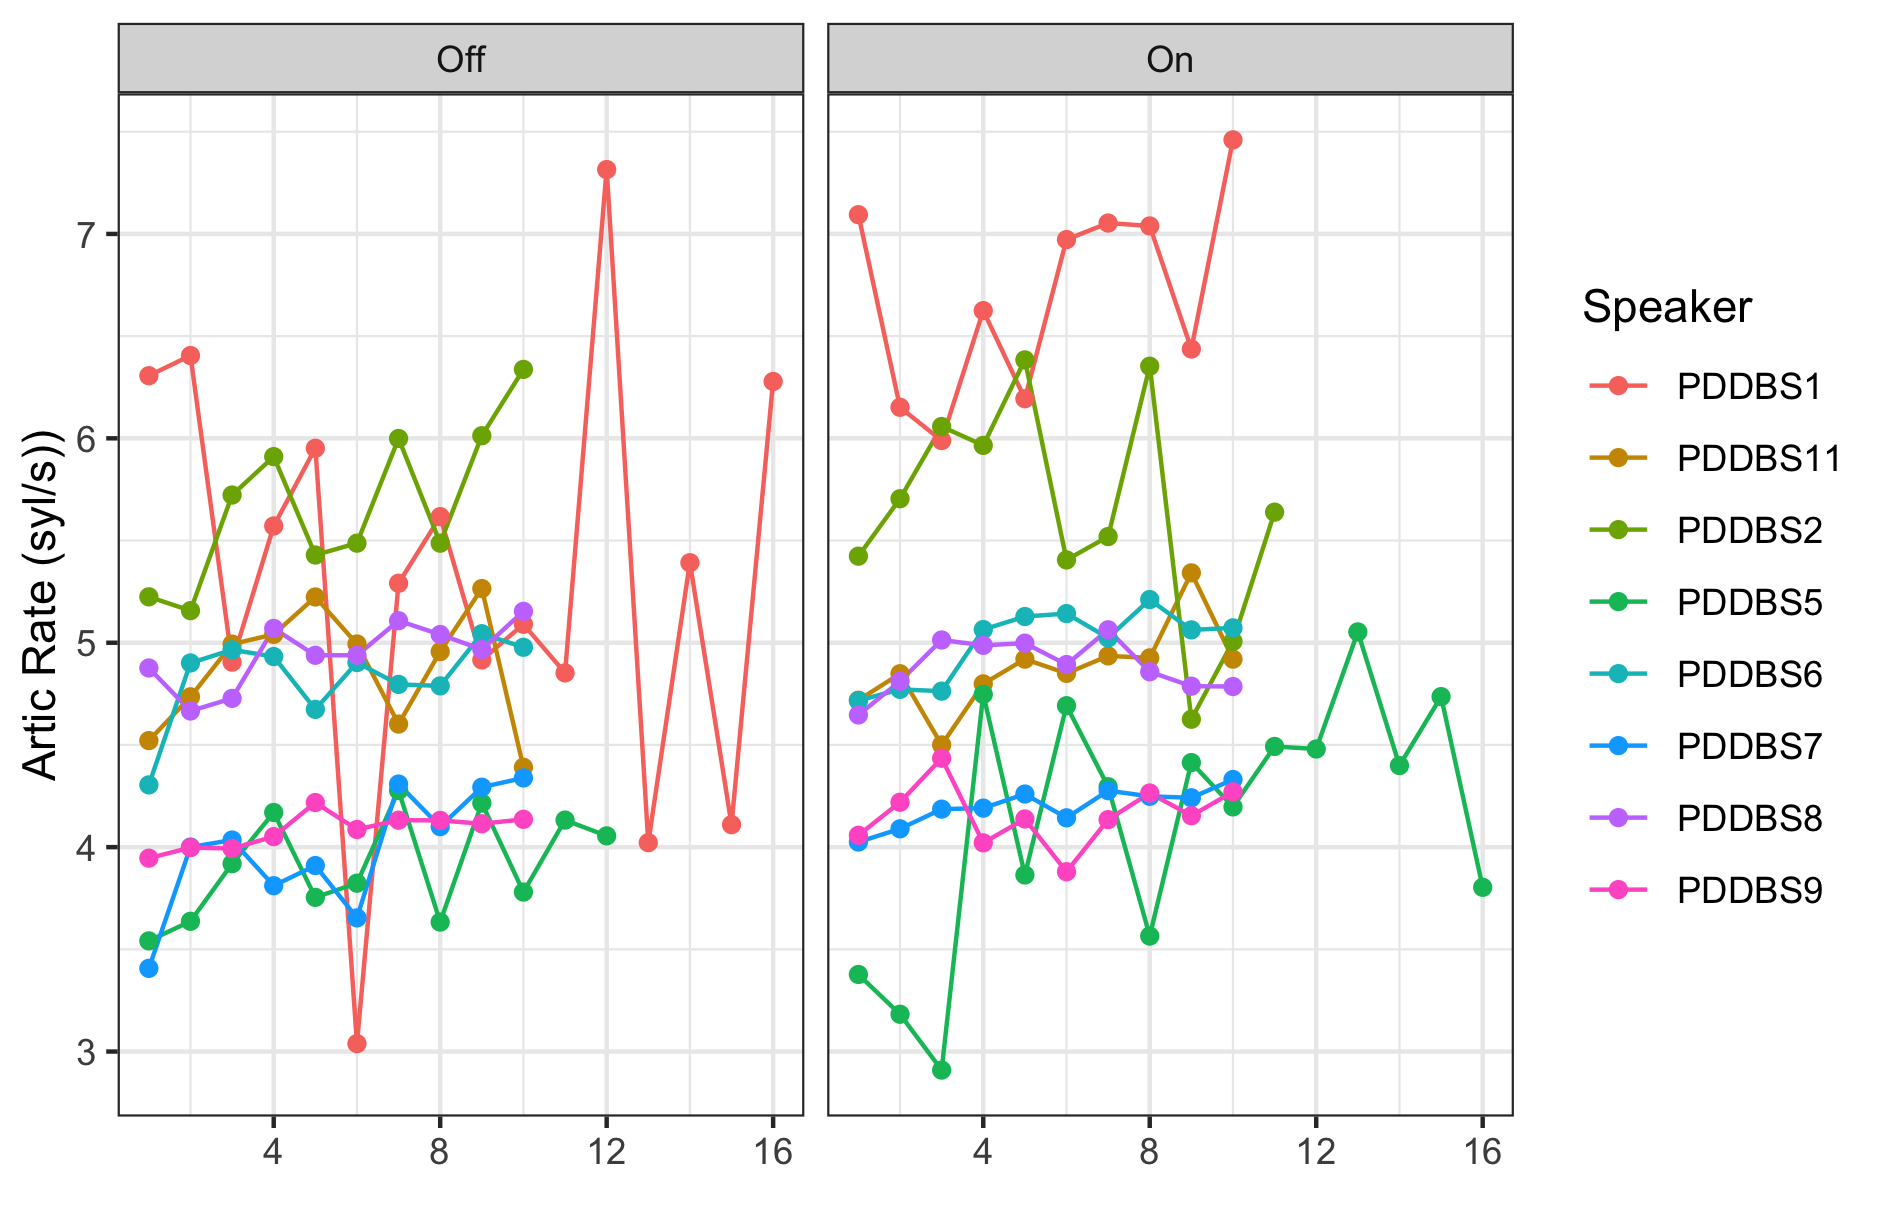 Off
On
Artic Rate (syl/s))
7
6
5
4
3
4 8 12 16
4 8 12 16
Speaker
PDDBS1
PDDBS11
PDDBS2
PDDBS5
PDDBS6
PDDBS7
PDDBS8
PDDBS9